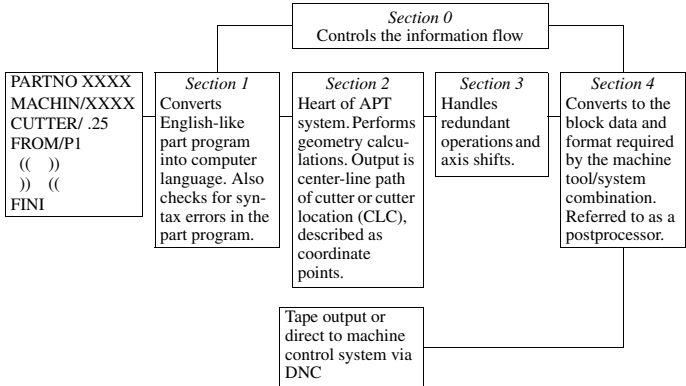 Section 0
Controls the information flow
PARTNO XXXX
MACHIN/XXXX
CUTTER/ .25
FROM/P1
(( ))
)) ((
FINI
Section 1
Converts
English-like
part program
into computer
language. Also
checks for syn-
tax errors in the
part program.
Section 2
Heart of APT
system. Performs
geometry calcu-
lations. Output is
center-line path
of cutter or cutter
location (CLC),
described as
coordinate
points.
Section 3
Handles
redundant
operations and
axis shifts.
Section 4
Converts to the
block data and
format required
by the machine
tool/system
combination.
Referred to as a
postprocessor.
Tape output or
direct to machine
control system via
DNC